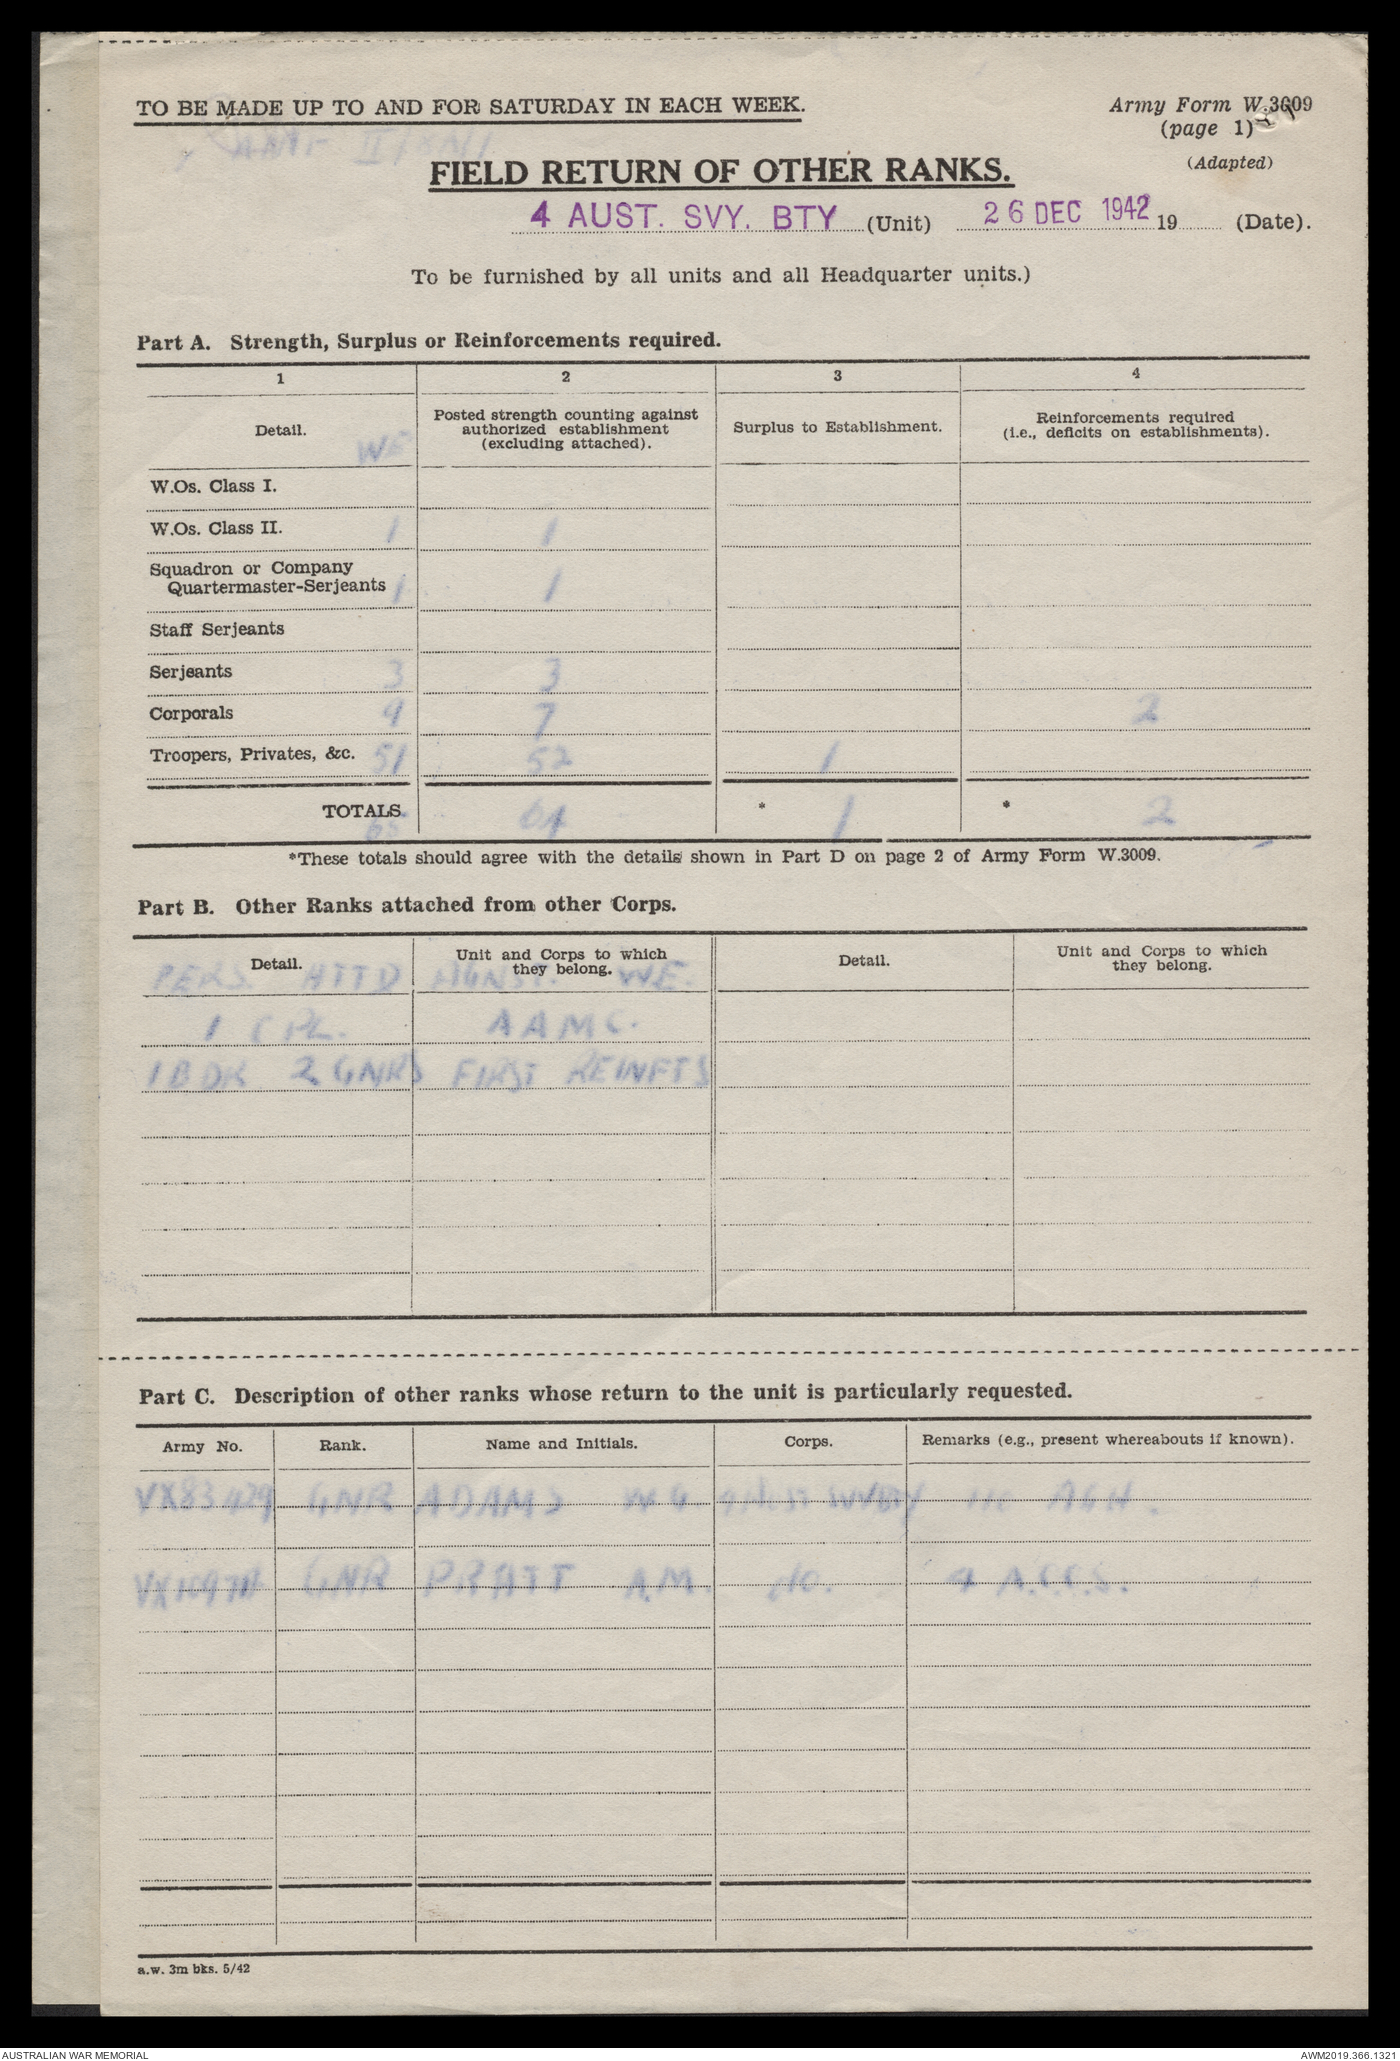 TO BE MADE UP TO AND FOR SATURDAY IN EACH WEEK.
Army Form W.3009
(page 1)
(Adapted)
FIELD RETURN OF OTHER RANKS.
4 AUST. SVY. BTY (Unit) 26 DEC 1942 19 (Date).
To be furnished by all units and all Headquarter units.)
Part A. Strength, Surplus or Reinforcements required.
1 2 3 4
Detail. WE Posted strength counting against authorized establishment (excluding attached). Surplus to Establishment. Reinforcements required (i.e., deficits on establishments).
W.Os. Class I.
W.Os. Class II. 1 1
Squadron or Company
Quartermaster-Serjeants 1 1
Staff Serjeants
Serjeants 3 3
Corporals 9 7 2
Troopers, Privates, &c. 51 52 1
TOTALS 65 64 * 1 * 2
*These totals should agree with the details shown in Part D on page 2 of Army Form W.3009.
Part B. Other Ranks attached from other Corps.
Detail. Unit and Corps to which they belong. Detail. Unit and Corps to which they belong.
PERS. ATTD AGNST. WE.
1 CPL. AAMC.
1 BDR 2 GNRS FIRST REINFTS
Part C. Description of other ranks whose return to the unit is particularly requested.
Army No. Rank. Name and Initials. Corps. Remarks (e.g., present whereabouts if known).
GNR ADAMS W G AGH.
GNR PRATT A.M. do. 4 A.C.C.S.
a.w. 3m bks. 5/42
AUSTRALIAN WAR MEMORIAL
AWM2019.366.1321